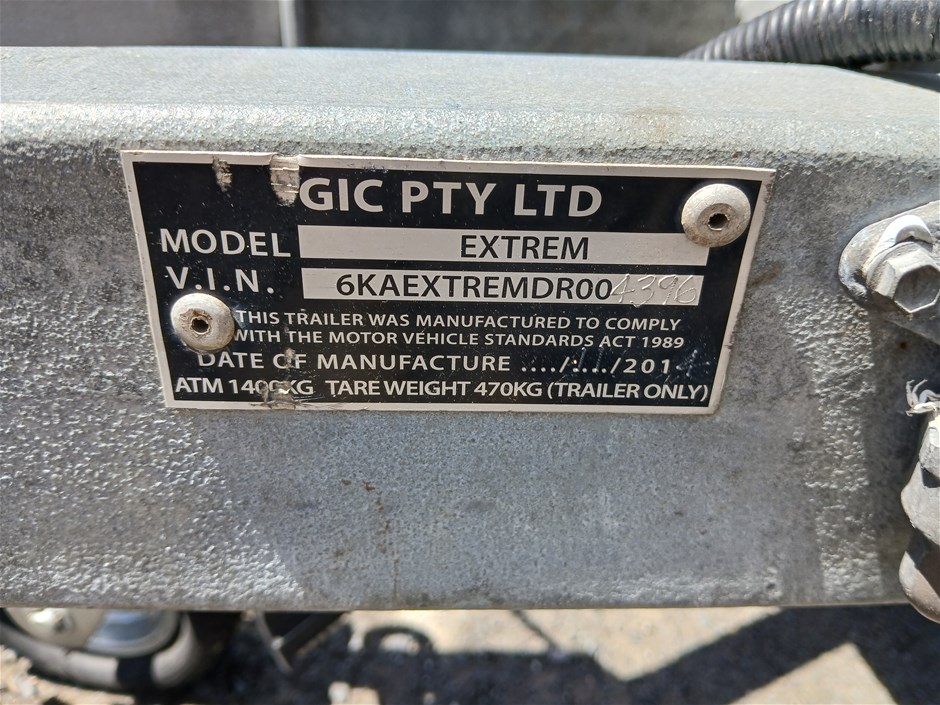 GIC PTY LTD
MODEL EXTREM
V.I.N. 6KAEXTREMDR004396
THIS TRAILER WAS MANUFACTURED TO COMPLY
WITH THE MOTOR VEHICLE STANDARDS ACT 1989
DATE OF MANUFACTURE ..../..../201
ATM 1400KG TARE WEIGHT 470KG (TRAILER ONLY)